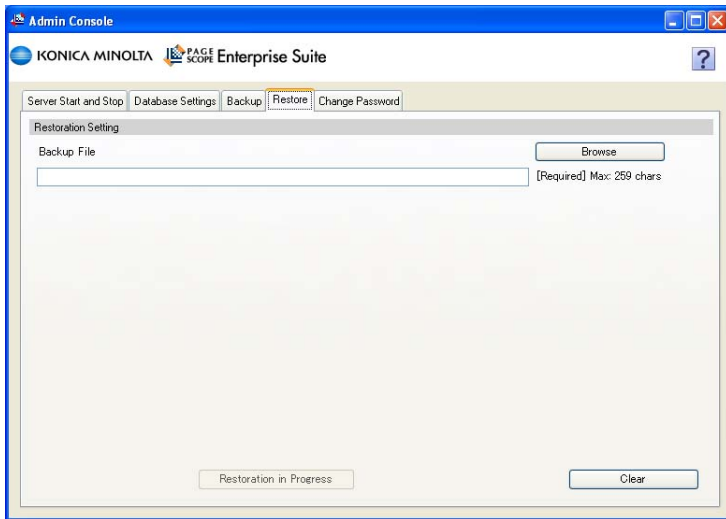 Admin Console
KONICA MINOLTA PAGE SCOPE Enterprise Suite
?
Server Start and Stop Database Settings Backup Restore Change Password
Restoration Setting
Backup File
Browse
[Required] Max: 259 chars
Restoration in Progress
Clear